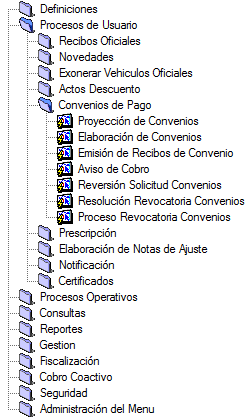 Definiciones
Procesos de Usuario
Recibos Oficiales
Novedades
Exonerar Vehiculos Oficiales
Actos Descuento
Convenios de Pago
Proyección de Convenios
Elaboración de Convenios
Emisión de Recibos de Convenio
Aviso de Cobro
Reversión Solicitud Convenios
Resolución Revocatoria Convenios
Proceso Revocatoria Convenios
Prescripción
Elaboración de Notas de Ajuste
Notificación
Certificados
Procesos Operativos
Consultas
Reportes
Gestion
Fiscalización
Cobro Coactivo
Seguridad
Administración del Menu